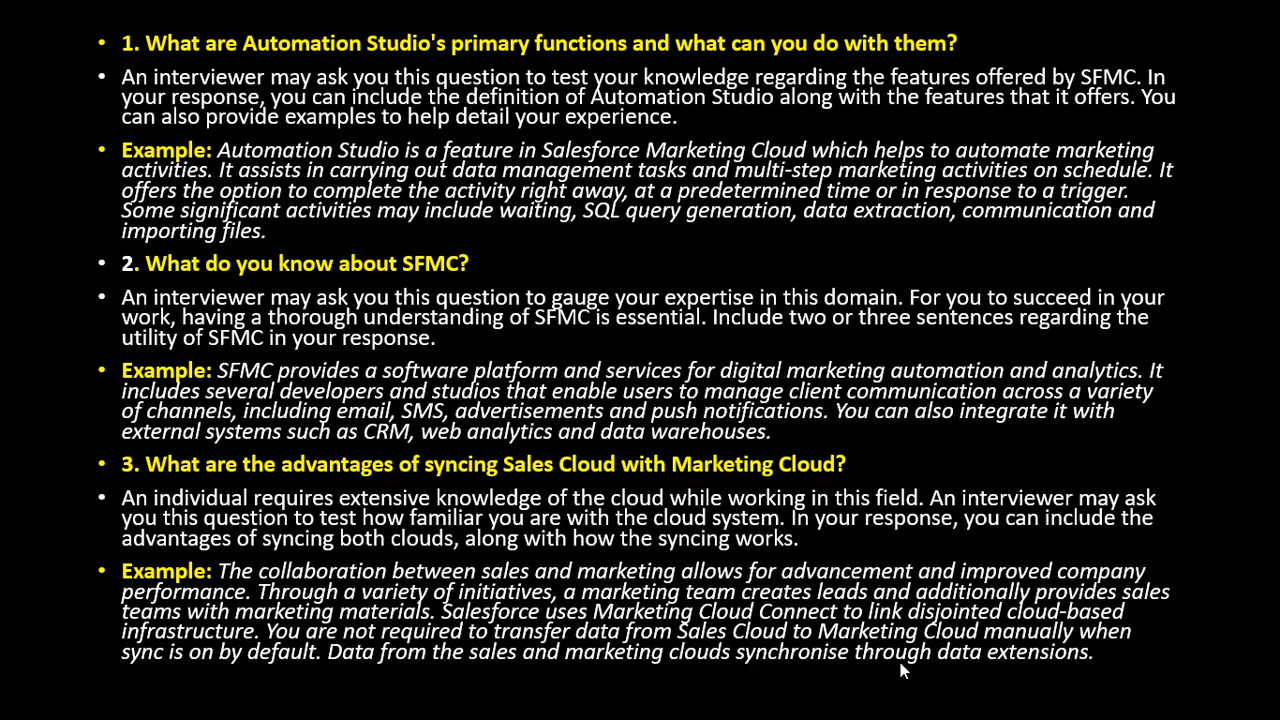 • 1. What are Automation Studio's primary functions and what can you do with them?
• An interviewer may ask you this question to test your knowledge regarding the features offered by SFMC. In
your response, you can include the definition of Automation Studio along with the features that it offers. You
can also provide examples to help detail your experience.
• Example: Automation Studio is a feature in Salesforce Marketing Cloud which helps to automate marketing
activities. It assists in carrying out data management tasks and multi-step marketing activities on schedule. It
offers the option to complete the activity right away, at a predetermined time or in response to a trigger.
Some significant activities may include waiting, SQL query generation, data extraction, communication and
importing files.
• 2. What do you know about SFMC?
• An interviewer may ask you this question to gauge your expertise in this domain. For you to succeed in your
work, having a thorough understanding of SFMC is essential. Include two or three sentences regarding the
utility of SFMC in your response.
• Example: SFMC provides a software platform and services for digital marketing automation and analytics. It
includes several developers and studios that enable users to manage client communication across a variety
of channels, including email, SMS, advertisements and push notifications. You can also integrate it with
external systems such as CRM, web analytics and data warehouses.
• 3. What are the advantages of syncing Sales Cloud with Marketing Cloud?
• An individual requires extensive knowledge of the cloud while working in this field. An interviewer may ask
you this question to test how familiar you are with the cloud system. In your response, you can include the
advantages of syncing both clouds, along with how the syncing works.
• Example: The collaboration between sales and marketing allows for advancement and improved company
performance. Through a variety of initiatives, a marketing team creates leads and additionally provides sales
teams with marketing materials. Salesforce uses Marketing Cloud Connect to link disjointed cloud-based
infrastructure. You are not required to transfer data from Sales Cloud to Marketing Cloud manually when
sync is on by default. Data from the sales and marketing clouds synchronise through data extensions.